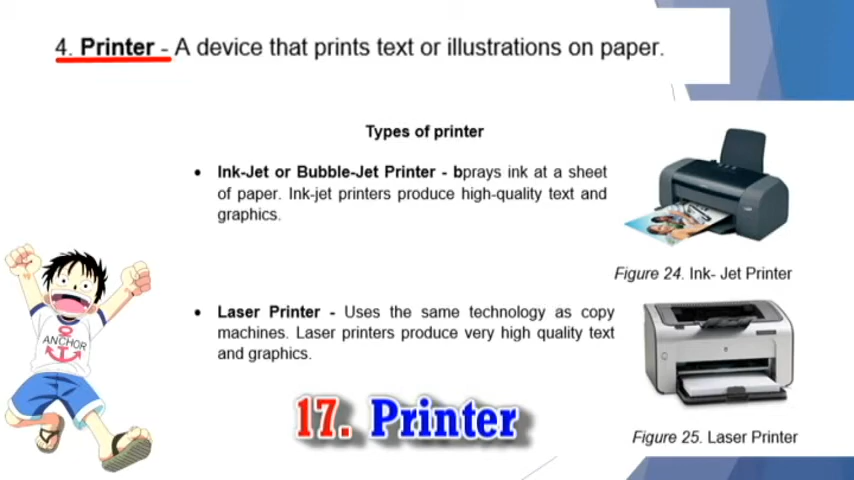 4. Printer - A device that prints text or illustrations on paper.
Types of printer
• Ink-Jet or Bubble-Jet Printer - bprays ink at a sheet
of paper. Ink-jet printers produce high-quality text and
graphics.
Figure 24. Ink- Jet Printer
• Laser Printer - Uses the same technology as copy
machines. Laser printers produce very high quality text
and graphics.
ANCHOR
17. Printer
Figure 25. Laser Printer